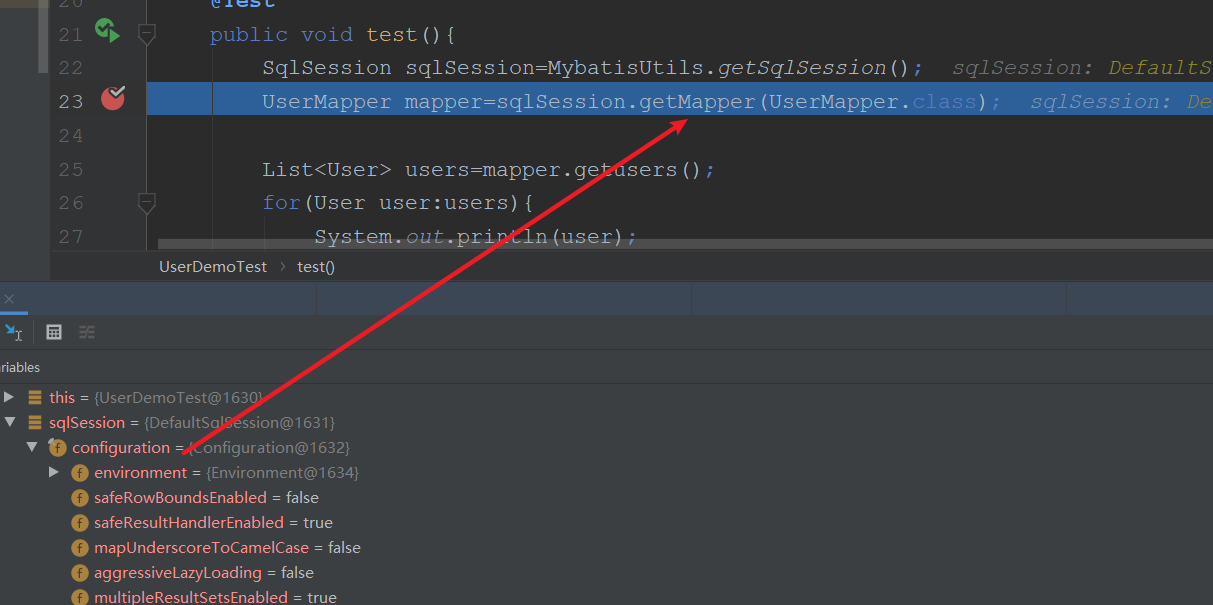 20 @Test
21 public void test(){
22 SqlSession sqlSession=MybatisUtils.getSqlSession(); sqlSession: DefaultS
23 UserMapper mapper=sqlSession.getMapper(UserMapper.class); sqlSession: De
24
25 List<User> users=mapper.getusers();
26 for(User user:users){
27 System.out.println(user);
UserDemoTest › test()
riables
this = {UserDemoTest@1630}
sqlSession = {DefaultSqlSession@1631}
configuration = {Configuration@1632}
environment = {Environment@1634}
safeRowBoundsEnabled = false
safeResultHandlerEnabled = true
mapUnderscoreToCamelCase = false
aggressiveLazyLoading = false
multipleResultSetsEnabled = true